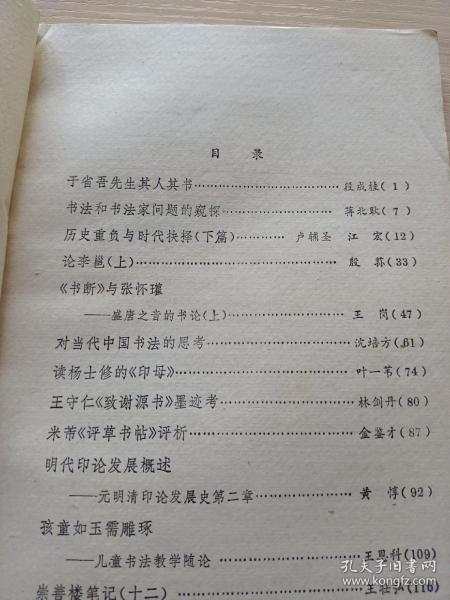 目 录
于省吾先生其人其书……………………………段成桂( 1 )
书法和书法家问题的窥探……………………蒋北耿( 7 )
历史重负与时代抉择(下篇)…………卢辅圣 江 宏(12)
论李邕(上)………………………………………殷 荪(33)
《书断》与张怀瓘
——盛唐之音的书论(上)……………………王 岗(47)
对当代中国书法的思考…………………………沈培方(61)
读杨士修的《印母》……………………………叶一苇(74)
王守仁《致谢源书》墨迹考……………………林剑丹(80)
米芾《评草书帖》评析…………………………金鉴才(87)
明代印论发展概述
——元明清印论发展史第二章………………黄 惇(92)
孩童如玉需雕琢
——儿童书法教学随论………………………王思科(109)
崇善楼笔记(十二)……………………………王壮弘(116)
孔夫子旧书网